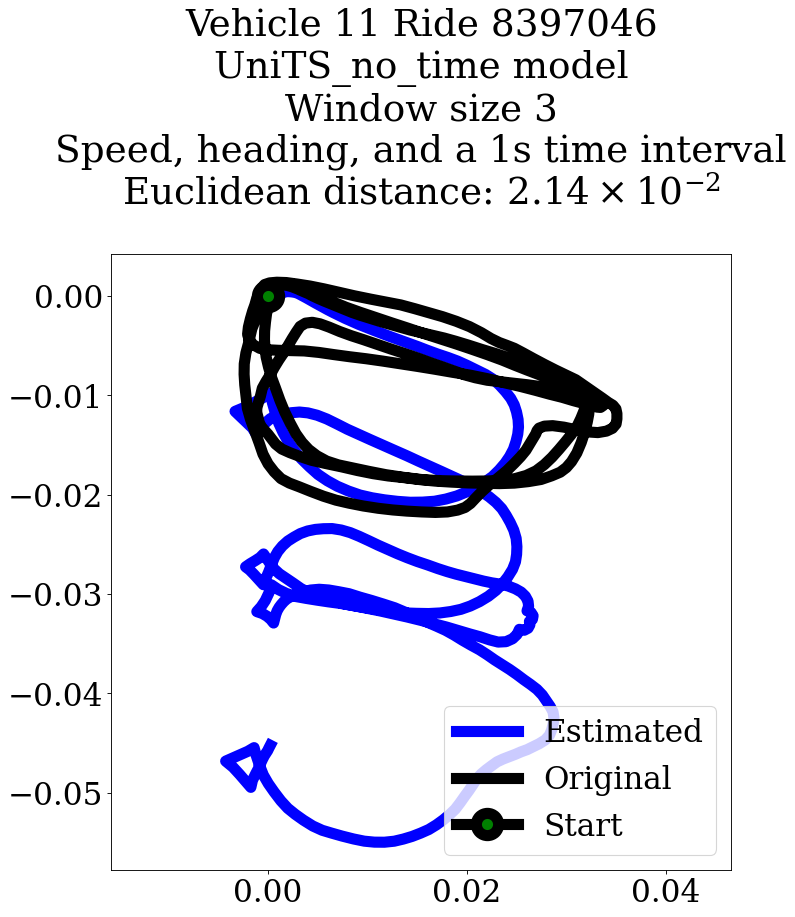 Vehicle 11 Ride 8397046
UniTS_no_time model
Window size 3
Speed, heading, and a 1s time interval
Euclidean distance: 2.14 × 10⁻²
0.00
−0.01
−0.02
−0.03
−0.04
−0.05
Estimated
Original
Start
0.00 0.02 0.04